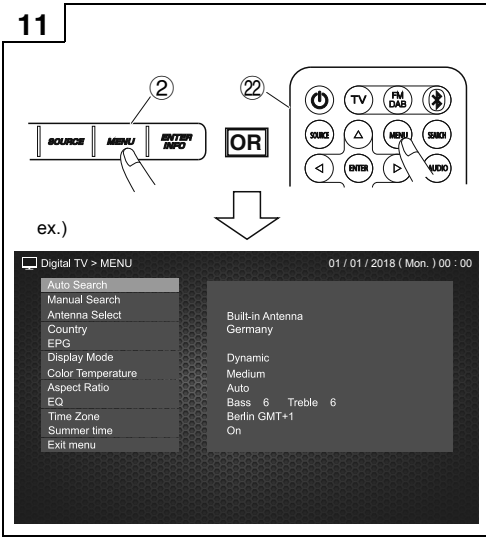 11
② ㉒
SOURCE MENU ENTER INFO
OR
TV FM DAB
SOURCE MENU SEARCH
ENTER AUDIO
ex.)
Digital TV > MENU 01 / 01 / 2018 ( Mon. ) 00 : 00
Auto Search
Manual Search
Antenna Select Built-in Antenna
Country Germany
EPG
Display Mode Dynamic
Color Temperature Medium
Aspect Ratio Auto
EQ Bass 6 Treble 6
Time Zone Berlin GMT+1
Summer time On
Exit menu